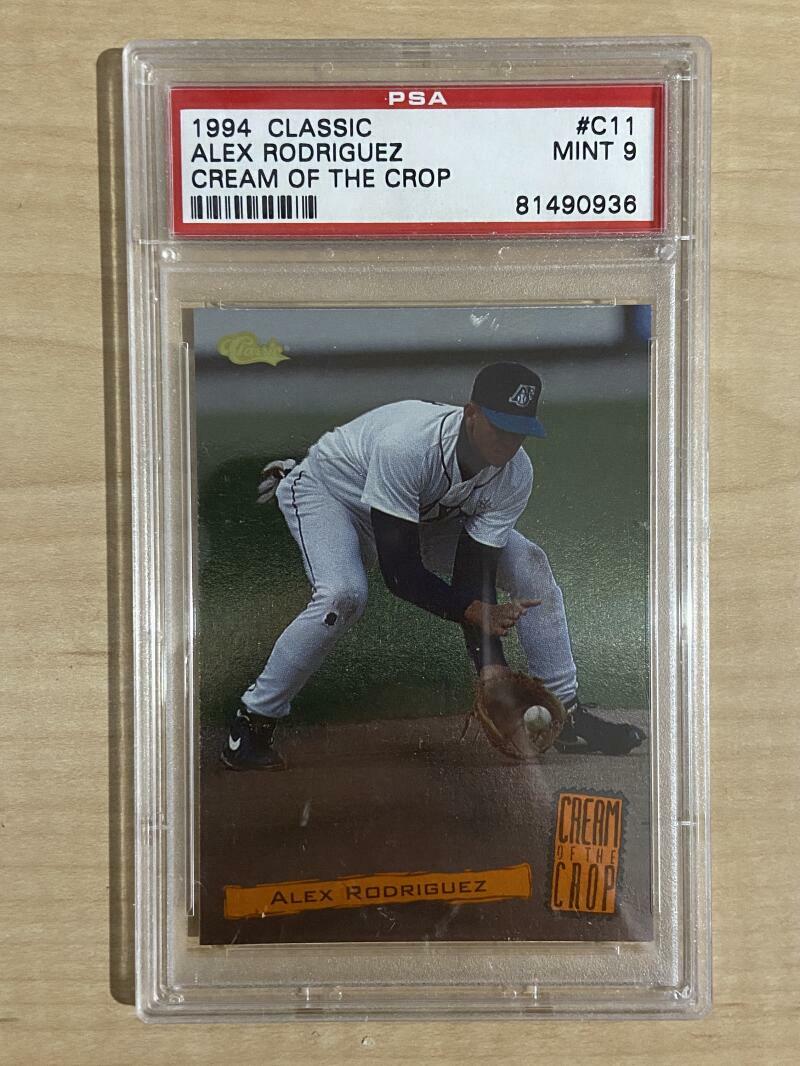 PSA
1994 CLASSIC #C11
ALEX RODRIGUEZ MINT 9
CREAM OF THE CROP
81490936
Classic
CREAM
OF THE
CROP
ALEX RODRIGUEZ